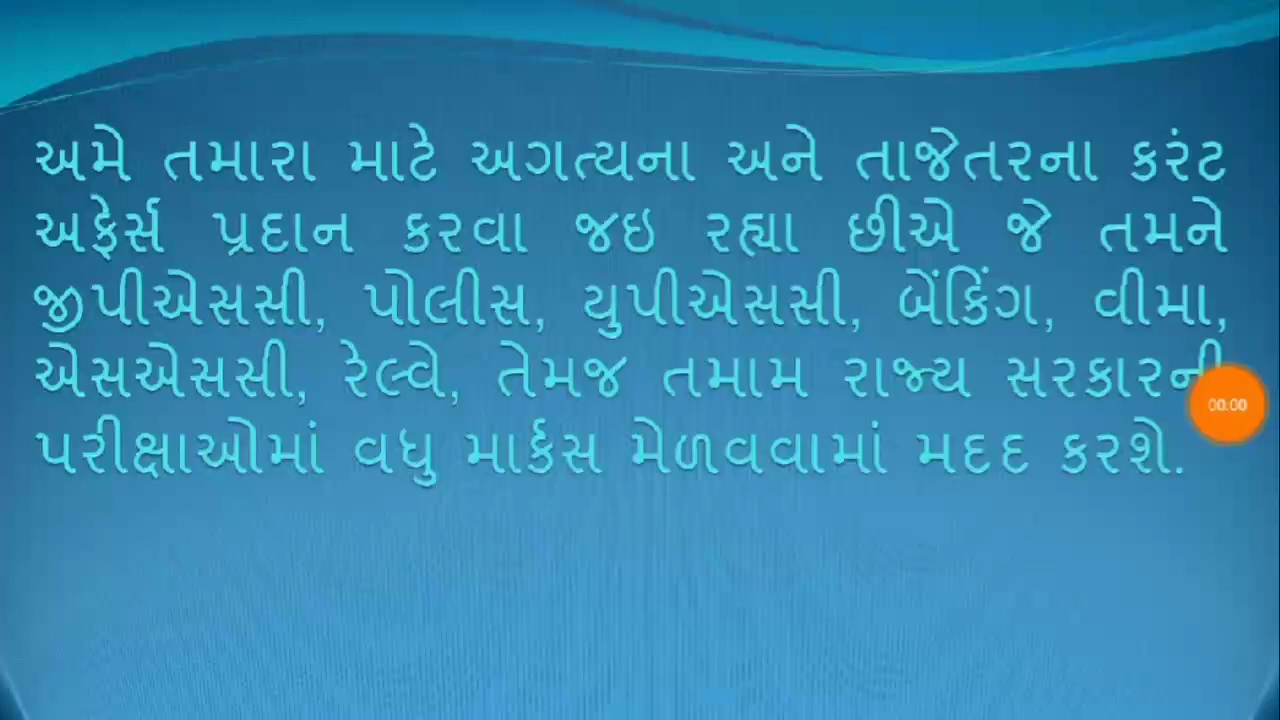 અમે તમારા માટે અગત્યના અને તાજેતરના કરંટ
અફેર્સ પ્રદાન કરવા જઇ રહ્યા છીએ જે તમને
જીપીએસસી, પોલીસ, યુપીએસસી, બેંકિંગ, વીમા,
એસએસસી, રેલ્વે, તેમજ તમામ રાજ્ય સરકારની
00.00
પરીક્ષાઓમાં વધુ માર્કસ મેળવવામાં મદદ કરશે.